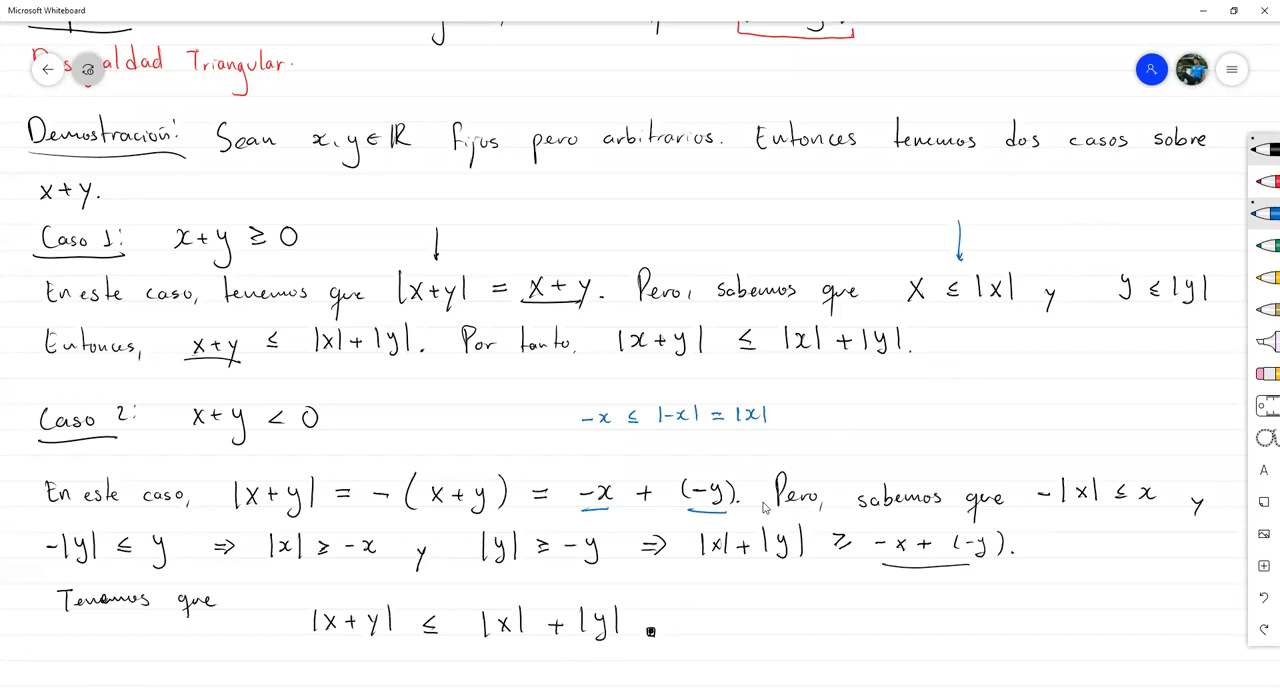 Microsoft Whiteboard
Desigualdad Triangular.
Demostración: Sean x, y ∈ ℝ fijos pero arbitrarios. Entonces tenemos dos casos sobre
x + y.
Caso 1: x + y ≥ 0
En este caso, tenemos que |x+y| = x + y. Pero, sabemos que x ≤ |x| y y ≤ |y|
Entonces, x+y ≤ |x| + |y|. Por tanto, |x + y| ≤ |x| + |y|.
Caso 2: x + y < 0
-x ≤ |-x| = |x|
En este caso, |x + y| = -(x + y) = -x + (-y). Pero, sabemos que -|x| ≤ x y
-|y| ≤ y ⇒ |x| ≥ -x y |y| ≥ -y ⇒ |x| + |y| ≥ -x + (-y).
Tenemos que
|x + y| ≤ |x| + |y|
A